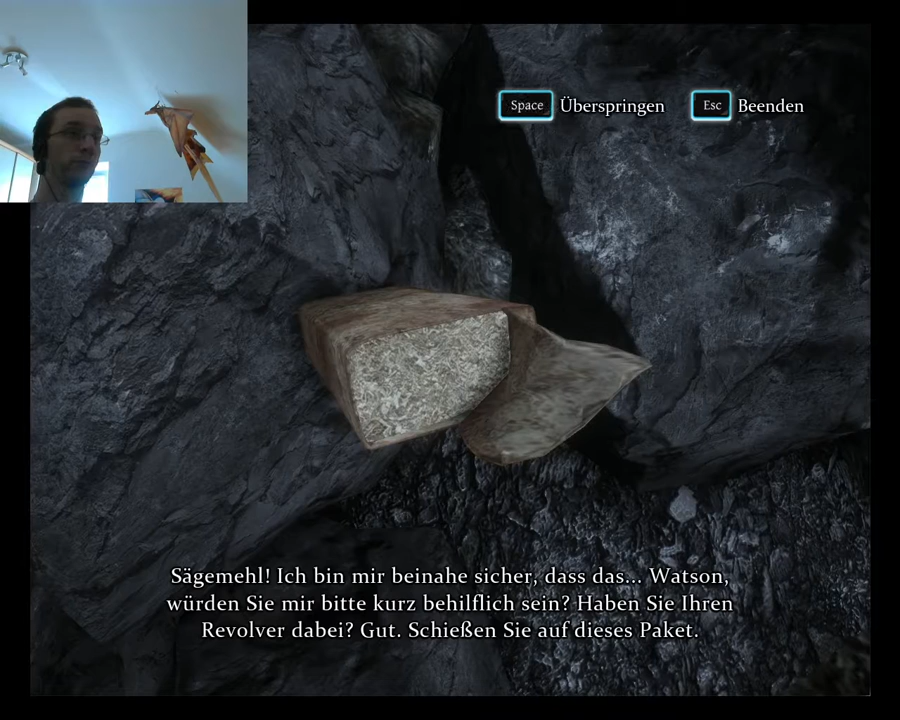 Space Überspringen Esc Beenden
Sägemehl! Ich bin mir beinahe sicher, dass das... Watson,
würden Sie mir bitte kurz behilflich sein? Haben Sie Ihren
Revolver dabei? Gut. Schießen Sie auf dieses Paket.